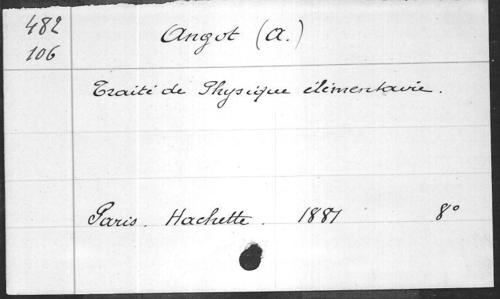 482
106
Angot (A.)
Traité de Physique élémentaire.
Paris. Hachette. 1881 8°